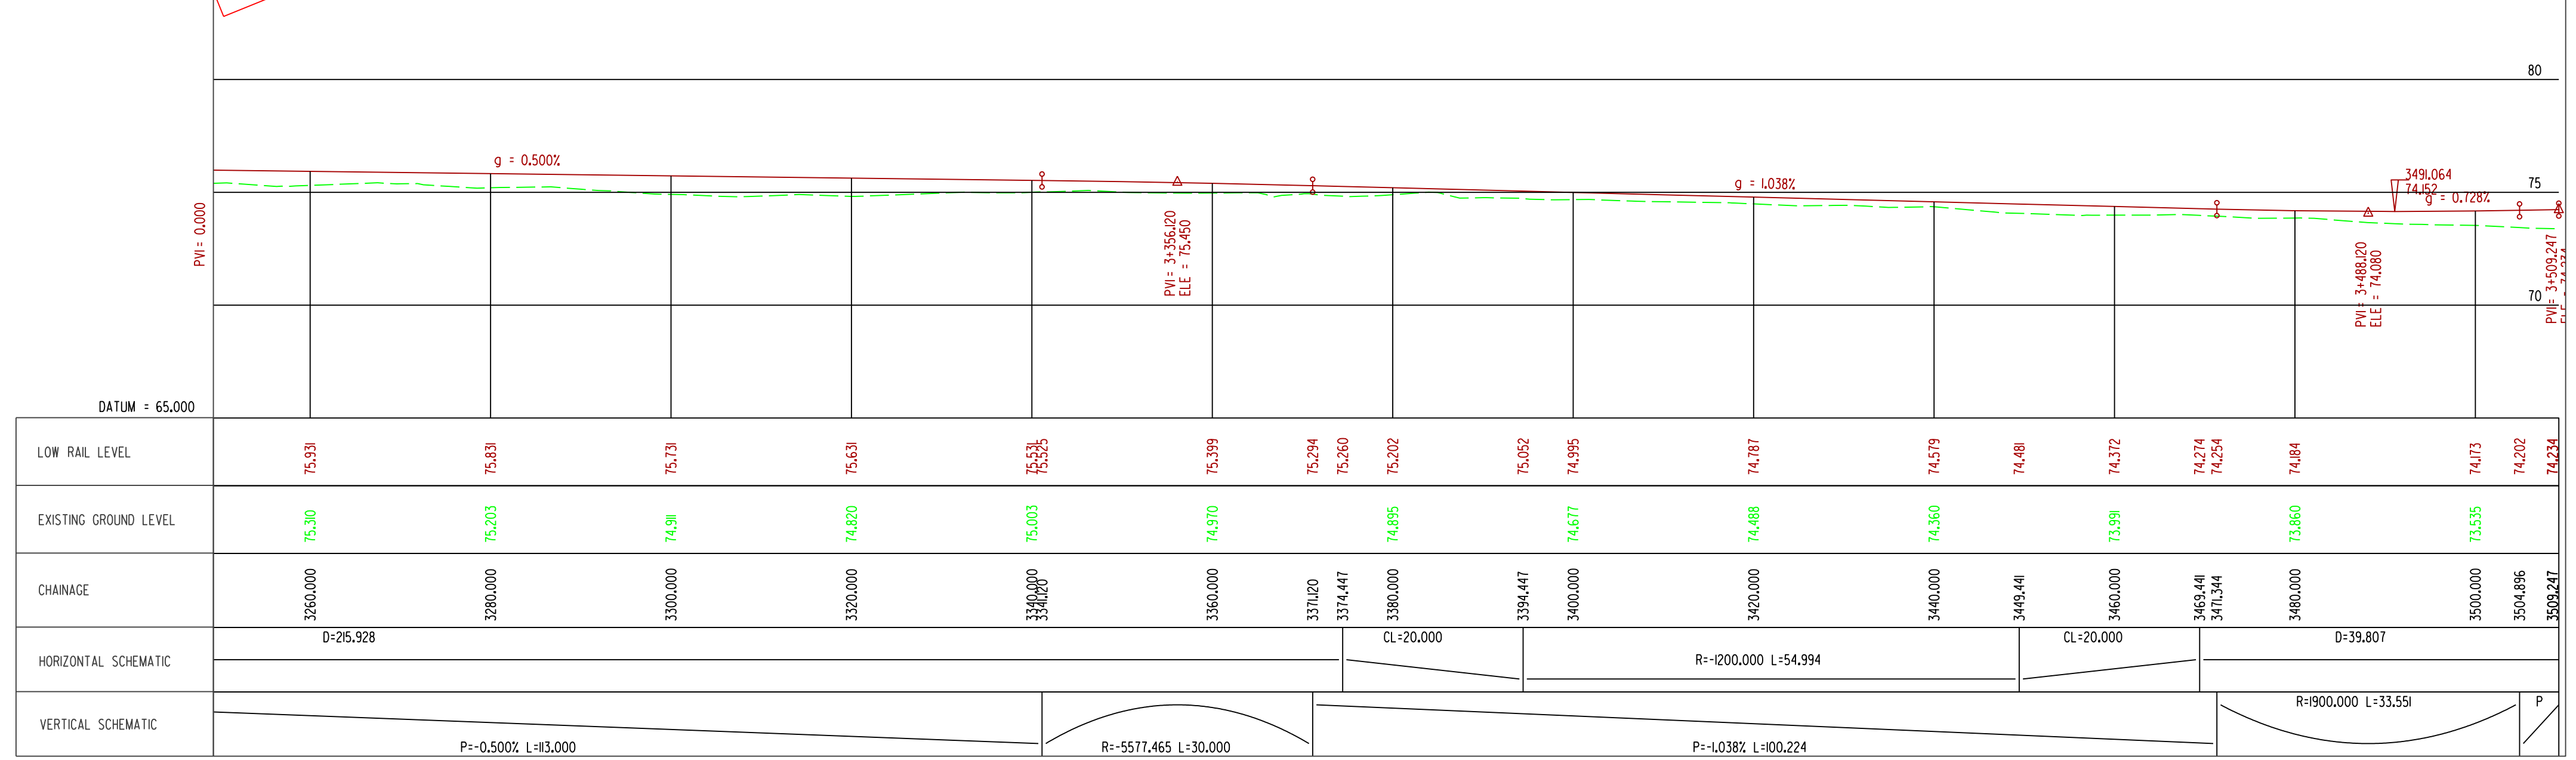 80
g = 0.500%
g = 1.038%
3491.064
74.152
g = 0.728%
75
PVI = 0.000
PVI = 3+356.120
ELE = 75.450
PVI = 3+488.120
ELE = 74.080
PVI = 3+509.247
70
DATUM = 65.000
LOW RAIL LEVEL
75.931 75.831 75.731 75.631 75.531 75.525 75.399 75.294 75.260 75.202 75.052 74.995 74.787 74.579 74.481 74.372 74.274 74.254 74.184 74.173 74.202 74.234
EXISTING GROUND LEVEL
75.310 75.203 74.911 74.820 75.003 74.970 74.895 74.677 74.488 74.360 73.991 73.860 73.535
CHAINAGE
3260.000 3280.000 3300.000 3320.000 3340.000 3341.120 3360.000 3371.120 3374.447 3380.000 3394.447 3400.000 3420.000 3440.000 3449.441 3460.000 3469.441 3471.344 3480.000 3500.000 3504.896 3509.247
HORIZONTAL SCHEMATIC
D=215.928
CL=20.000
R=-1200.000 L=54.994
CL=20.000
D=39.807
VERTICAL SCHEMATIC
P=-0.500% L=113.000
R=-5577.465 L=30.000
P=-1.038% L=100.224
R=1900.000 L=33.551
P